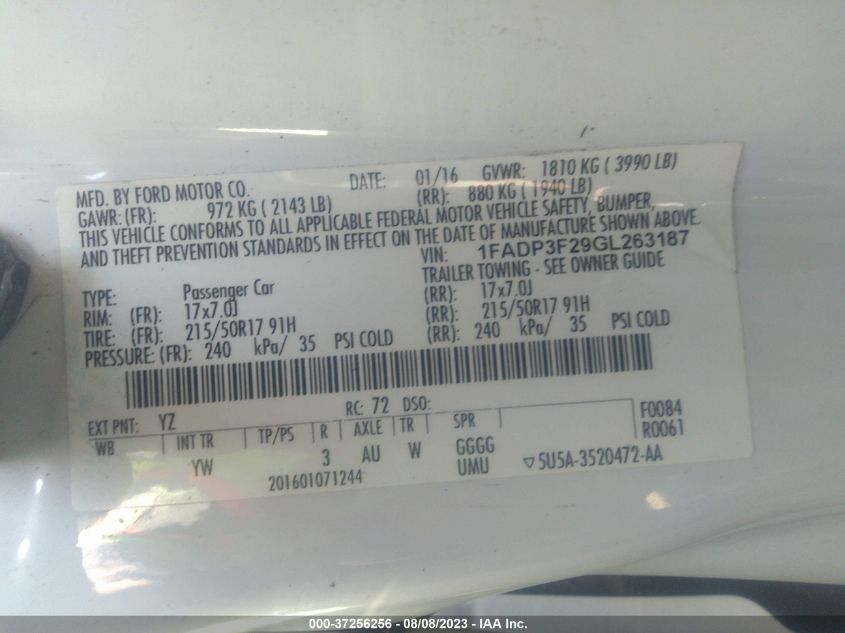 MFD. BY FORD MOTOR CO. DATE: 01/16 GVWR: 1810 KG ( 3990 LB)
GAWR: (FR): 972 KG ( 2143 LB) (RR): 880 KG ( 1940 LB)
THIS VEHICLE CONFORMS TO ALL APPLICABLE FEDERAL MOTOR VEHICLE SAFETY, BUMPER,
AND THEFT PREVENTION STANDARDS IN EFFECT ON THE DATE OF MANUFACTURE SHOWN ABOVE.
VIN: 1FADP3F29GL263187
TYPE: Passenger Car TRAILER TOWING - SEE OWNER GUIDE
RIM: (FR): 17x7.0J (RR): 17x7.0J
TIRE: (FR): 215/50R17 91H (RR): 215/50R17 91H
PRESSURE: (FR): 240 kPa/ 35 PSI COLD (RR): 240 kPa/ 35 PSI COLD
EXT PNT: YZ RC: 72 DSO: F0084
WB INT TR TP/PS R AXLE TR SPR R0061
YW 3 AU W GGGG
UMU ▽ 5U5A-3520472-AA
201601071244
000-37256256 - 08/08/2023 - IAA Inc.